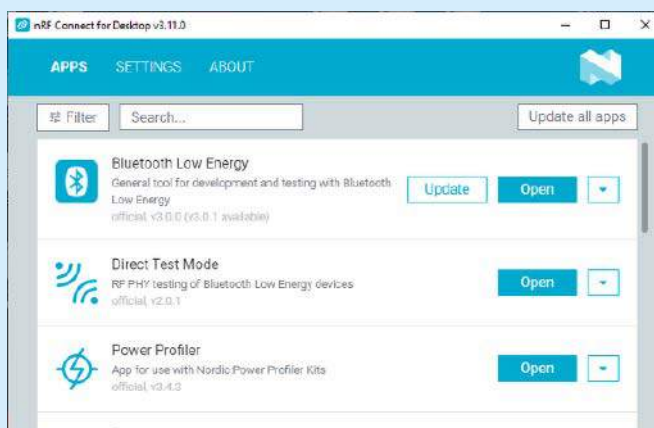 nRF Connect for Desktop v3.11.0
APPS SETTINGS ABOUT
Filter Search... Update all apps
Bluetooth Low Energy
General tool for development and testing with Bluetooth
Low Energy
official, v3.0.0 (v3.0.1 available)
Update Open
Direct Test Mode
RF PHY testing of Bluetooth Low Energy devices
official, v2.0.1
Open
Power Profiler
App for use with Nordic Power Profiler Kits
official, v3.4.3
Open